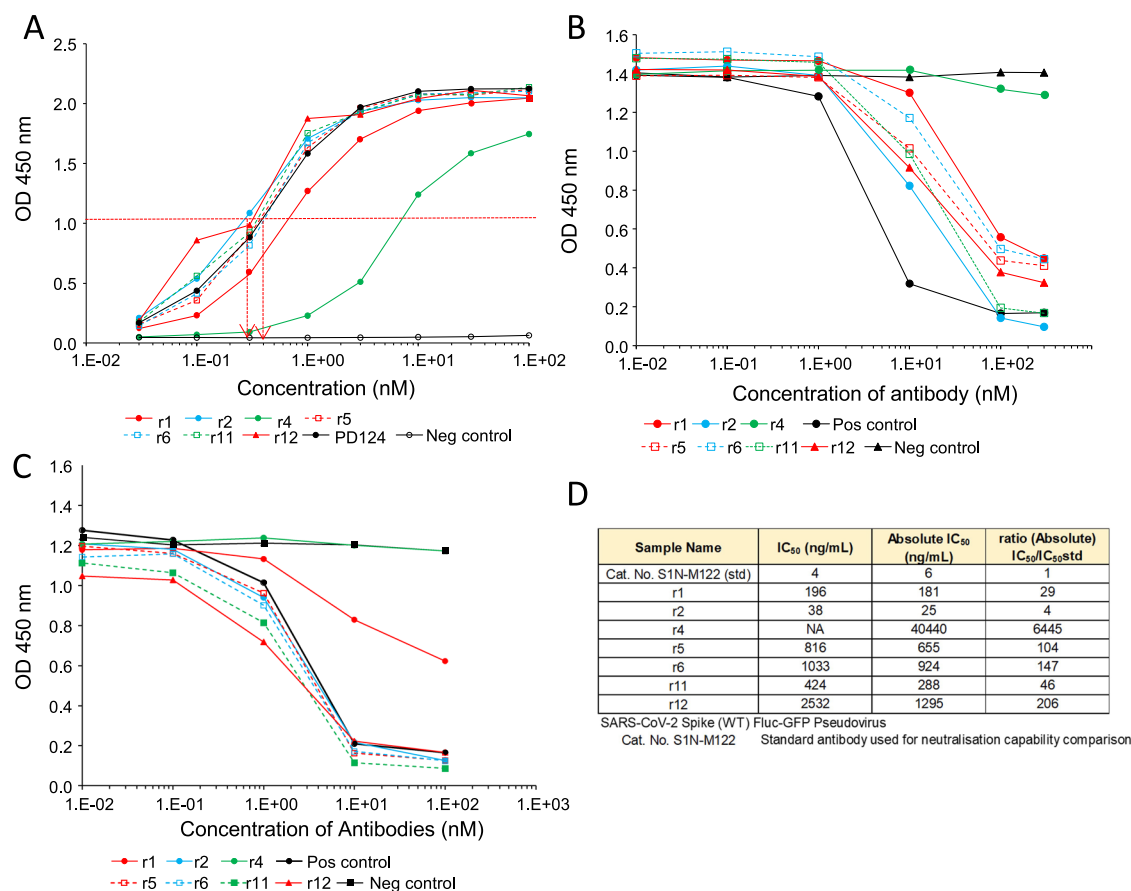 A
2.5
2.0
1.5
1.0
0.5
0.0
OD 450 nm
1.E-02 1.E-01 1.E+00 1.E+01 1.E+02
Concentration (nM)
r1 r2 r4 r5
r6 r11 r12 PD124 Neg control
B
1.6
1.4
1.2
1.0
0.8
0.6
0.4
0.2
0.0
OD 450 nm
1.E-02 1.E-01 1.E+00 1.E+01 1.E+02
Concentration of antibody (nM)
r1 r2 r4 Pos control
r5 r6 r11 r12 Neg control
C
1.6
1.4
1.2
1.0
0.8
0.6
0.4
0.2
0.0
OD 450 nm
1.E-02 1.E-01 1.E+00 1.E+01 1.E+02 1.E+03
Concentration of Antibodies (nM)
r1 r2 r4 Pos control
r5 r6 r11 r12 Neg control
D
Sample Name IC50 (ng/mL) Absolute IC50 (ng/mL) ratio (Absolute) IC50/IC50std
Cat. No. S1N-M122 (std) 4 6 1
r1 196 181 29
r2 38 25 4
r4 NA 40440 6445
r5 816 655 104
r6 1033 924 147
r11 424 288 46
r12 2532 1295 206
SARS-CoV-2 Spike (WT) Fluc-GFP Pseudovirus
Cat. No. S1N-M122 Standard antibody used for neutralisation capability comparison